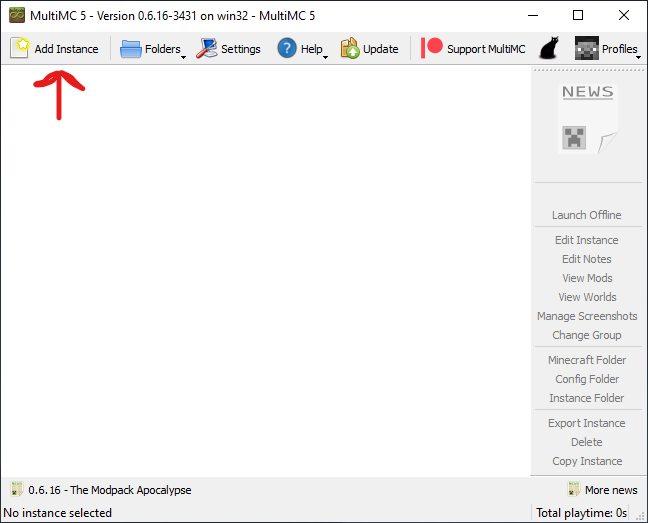 MultiMC 5 - Version 0.6.16-3431 on win32 - MultiMC 5
Add Instance Folders Settings Help Update Support MultiMC Profiles
NEWS
Launch Offline
Edit Instance
Edit Notes
View Mods
View Worlds
Manage Screenshots
Change Group
Minecraft Folder
Config Folder
Instance Folder
Export Instance
Delete
Copy Instance
0.6.16 - The Modpack Apocalypse More news
No instance selected Total playtime: 0s